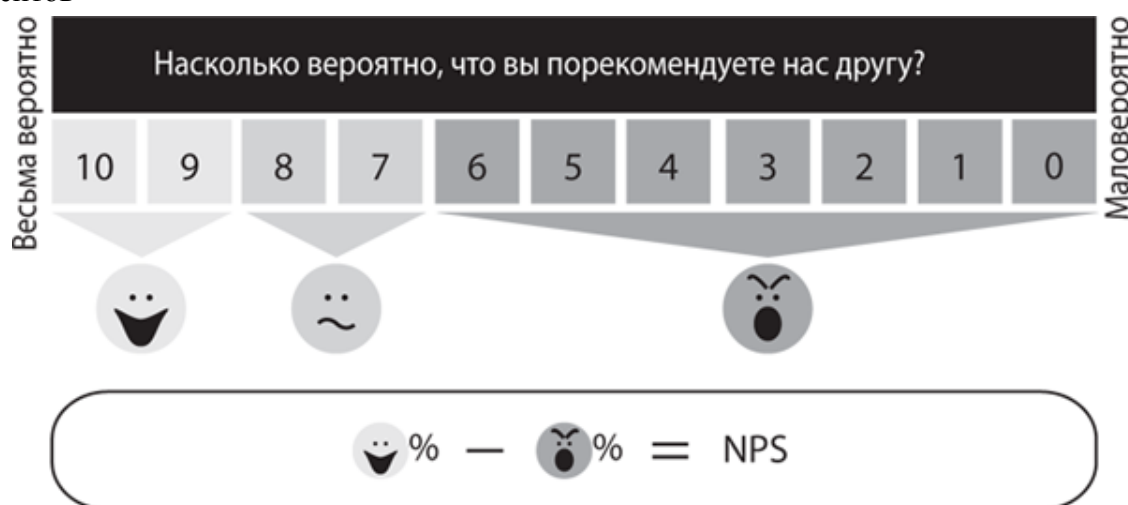 Насколько вероятно, что вы порекомендуете нас другу?
Весьма вероятно
10 9 8 7 6 5 4 3 2 1 0
Маловероятно
% — % = NPS